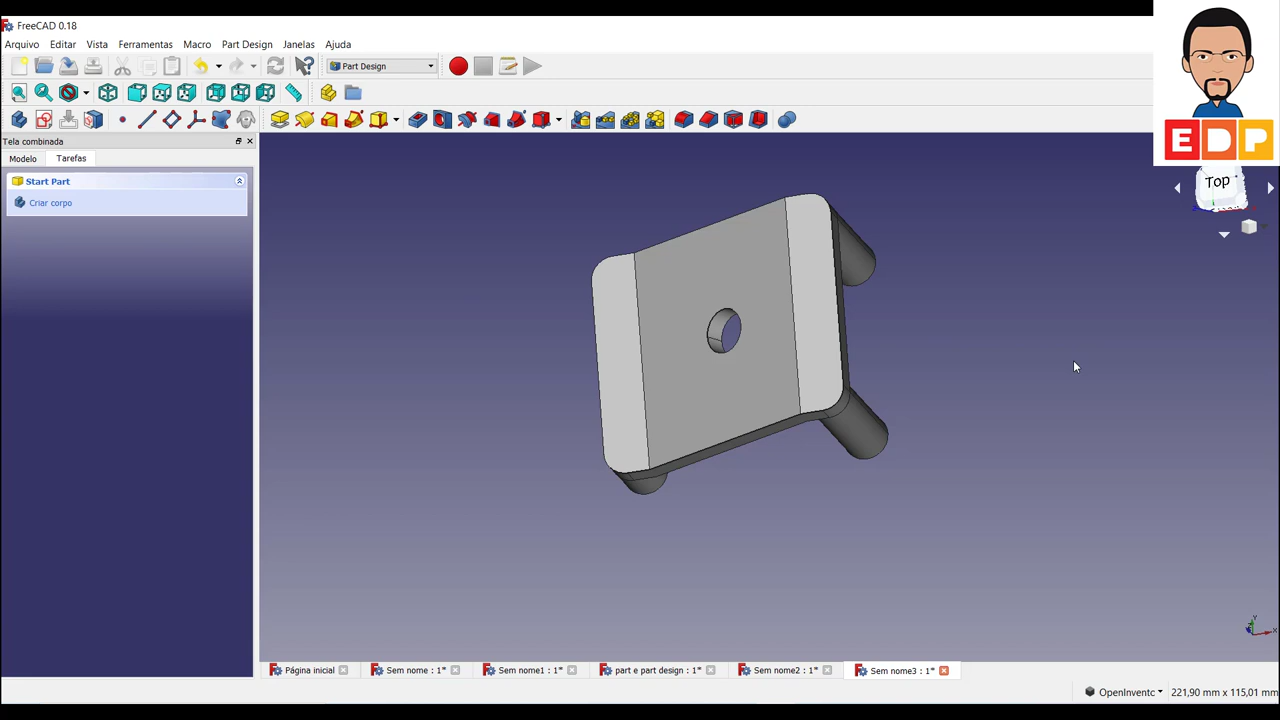 FreeCAD 0.18
Arquivo Editar Vista Ferramentas Macro Part Design Janelas Ajuda
Part Design
Tela combinada
Modelo Tarefas
Start Part
Criar corpo
EDP
Top
Y
X
Página inicial Sem nome : 1* Sem nome1 : 1* part e part design : 1* Sem nome2 : 1* Sem nome3 : 1*
OpenInvento 221,90 mm x 115,01 mm